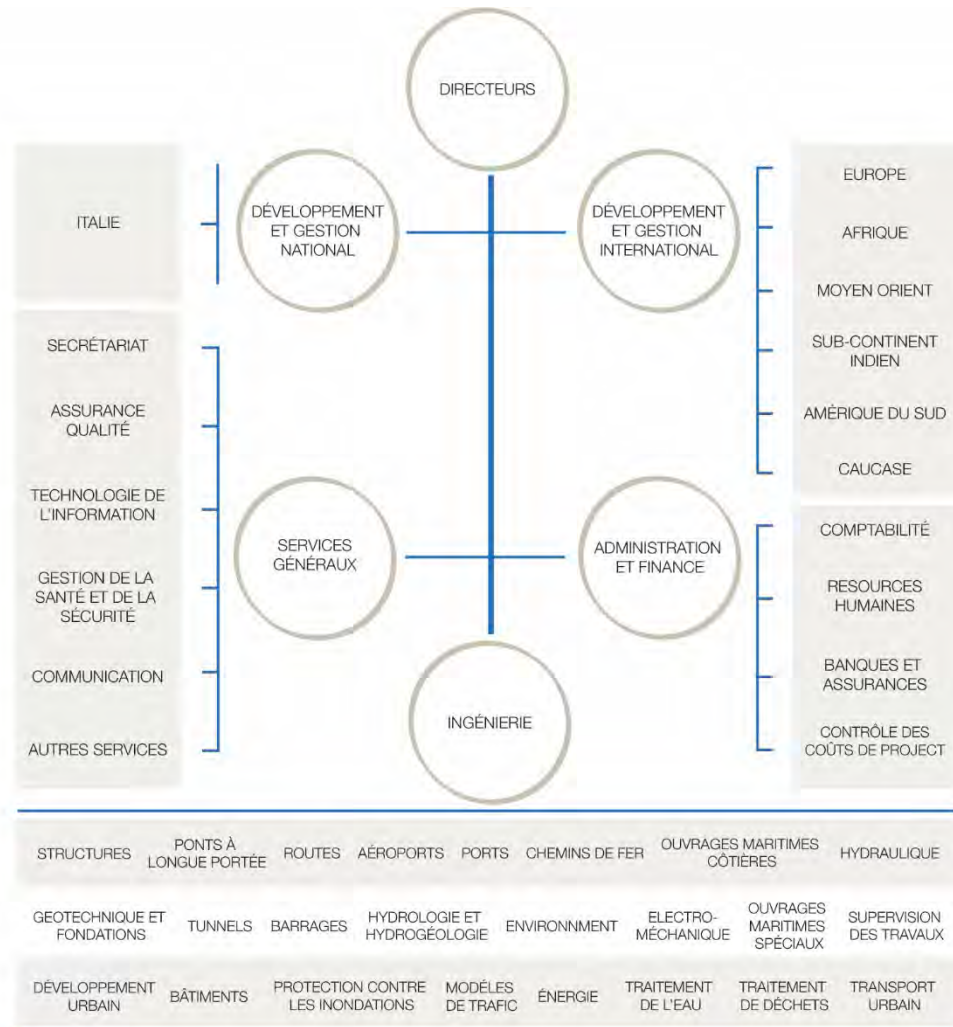 DIRECTEURS
ITALIE
DÉVELOPPEMENT
ET GESTION
NATIONAL
DÉVELOPPEMENT
ET GESTION
INTERNATIONAL
EUROPE
AFRIQUE
MOYEN ORIENT
SUB-CONTINENT
INDIEN
AMÉRIQUE DU SUD
CAUCASE
SECRÉTARIAT
ASSURANCE
QUALITÉ
TECHNOLOGIE DE
L'INFORMATION
GESTION DE LA
SANTÉ ET DE LA
SÉCURITÉ
COMMUNICATION
AUTRES SERVICES
SERVICES
GÉNÉRAUX
ADMINISTRATION
ET FINANCE
COMPTABILITÉ
RESOURCES
HUMAINES
BANQUES ET
ASSURANCES
CONTRÔLE DES
COÛTS DE PROJECT
INGÉNIERIE
STRUCTURES
PONTS À
LONGUE PORTÉE
ROUTES
AÉROPORTS
PORTS
CHEMINS DE FER
OUVRAGES MARITIMES
CÔTIÈRES
HYDRAULIQUE
GEOTECHNIQUE ET
FONDATIONS
TUNNELS
BARRAGES
HYDROLOGIE ET
HYDROGÉOLOGIE
ENVIRONNMENT
ELECTRO-
MÉCHANIQUE
OUVRAGES
MARITIMES
SPÉCIAUX
SUPERVISION
DES TRAVAUX
DÉVELOPPEMENT
URBAIN
BÂTIMENTS
PROTECTION CONTRE
LES INONDATIONS
MODÈLES
DE TRAFIC
ÉNERGIE
TRAITEMENT
DE L'EAU
TRAITEMENT
DE DÉCHETS
TRANSPORT
URBAIN